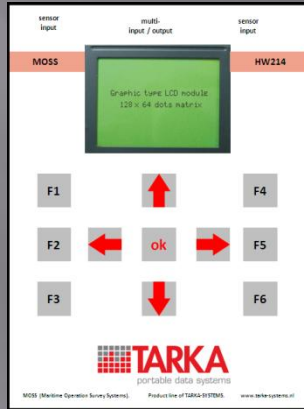 sensor input
multi- input / output
sensor input
MOSS
HW214
Graphic type LCD module
128 x 64 dots matrix
F1
F4
F2
ok
F5
F3
F6
TARKA
portable data systems
MOSS (Maritime Operation Survey Systems). Product line of TARKA-SYSTEMS. www.tarka-systems.nl